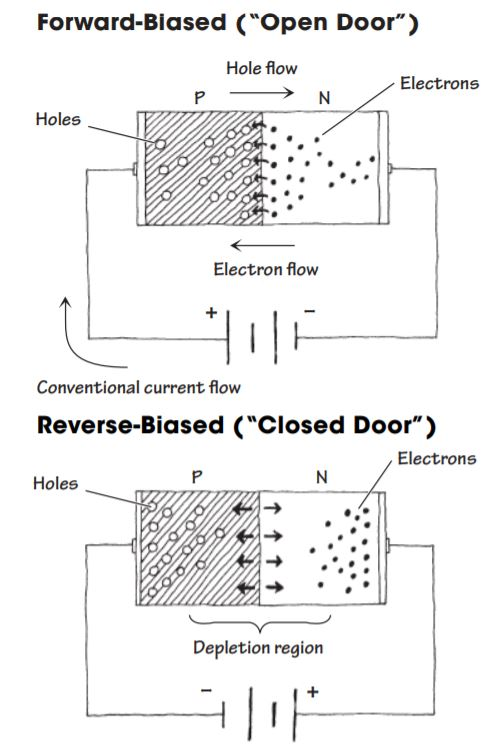 Forward-Biased (“Open Door”)
Hole flow
P
N
Electrons
Holes
Electron flow
+
−
Conventional current flow
Reverse-Biased (“Closed Door”)
Electrons
P
N
Holes
Depletion region
−
+